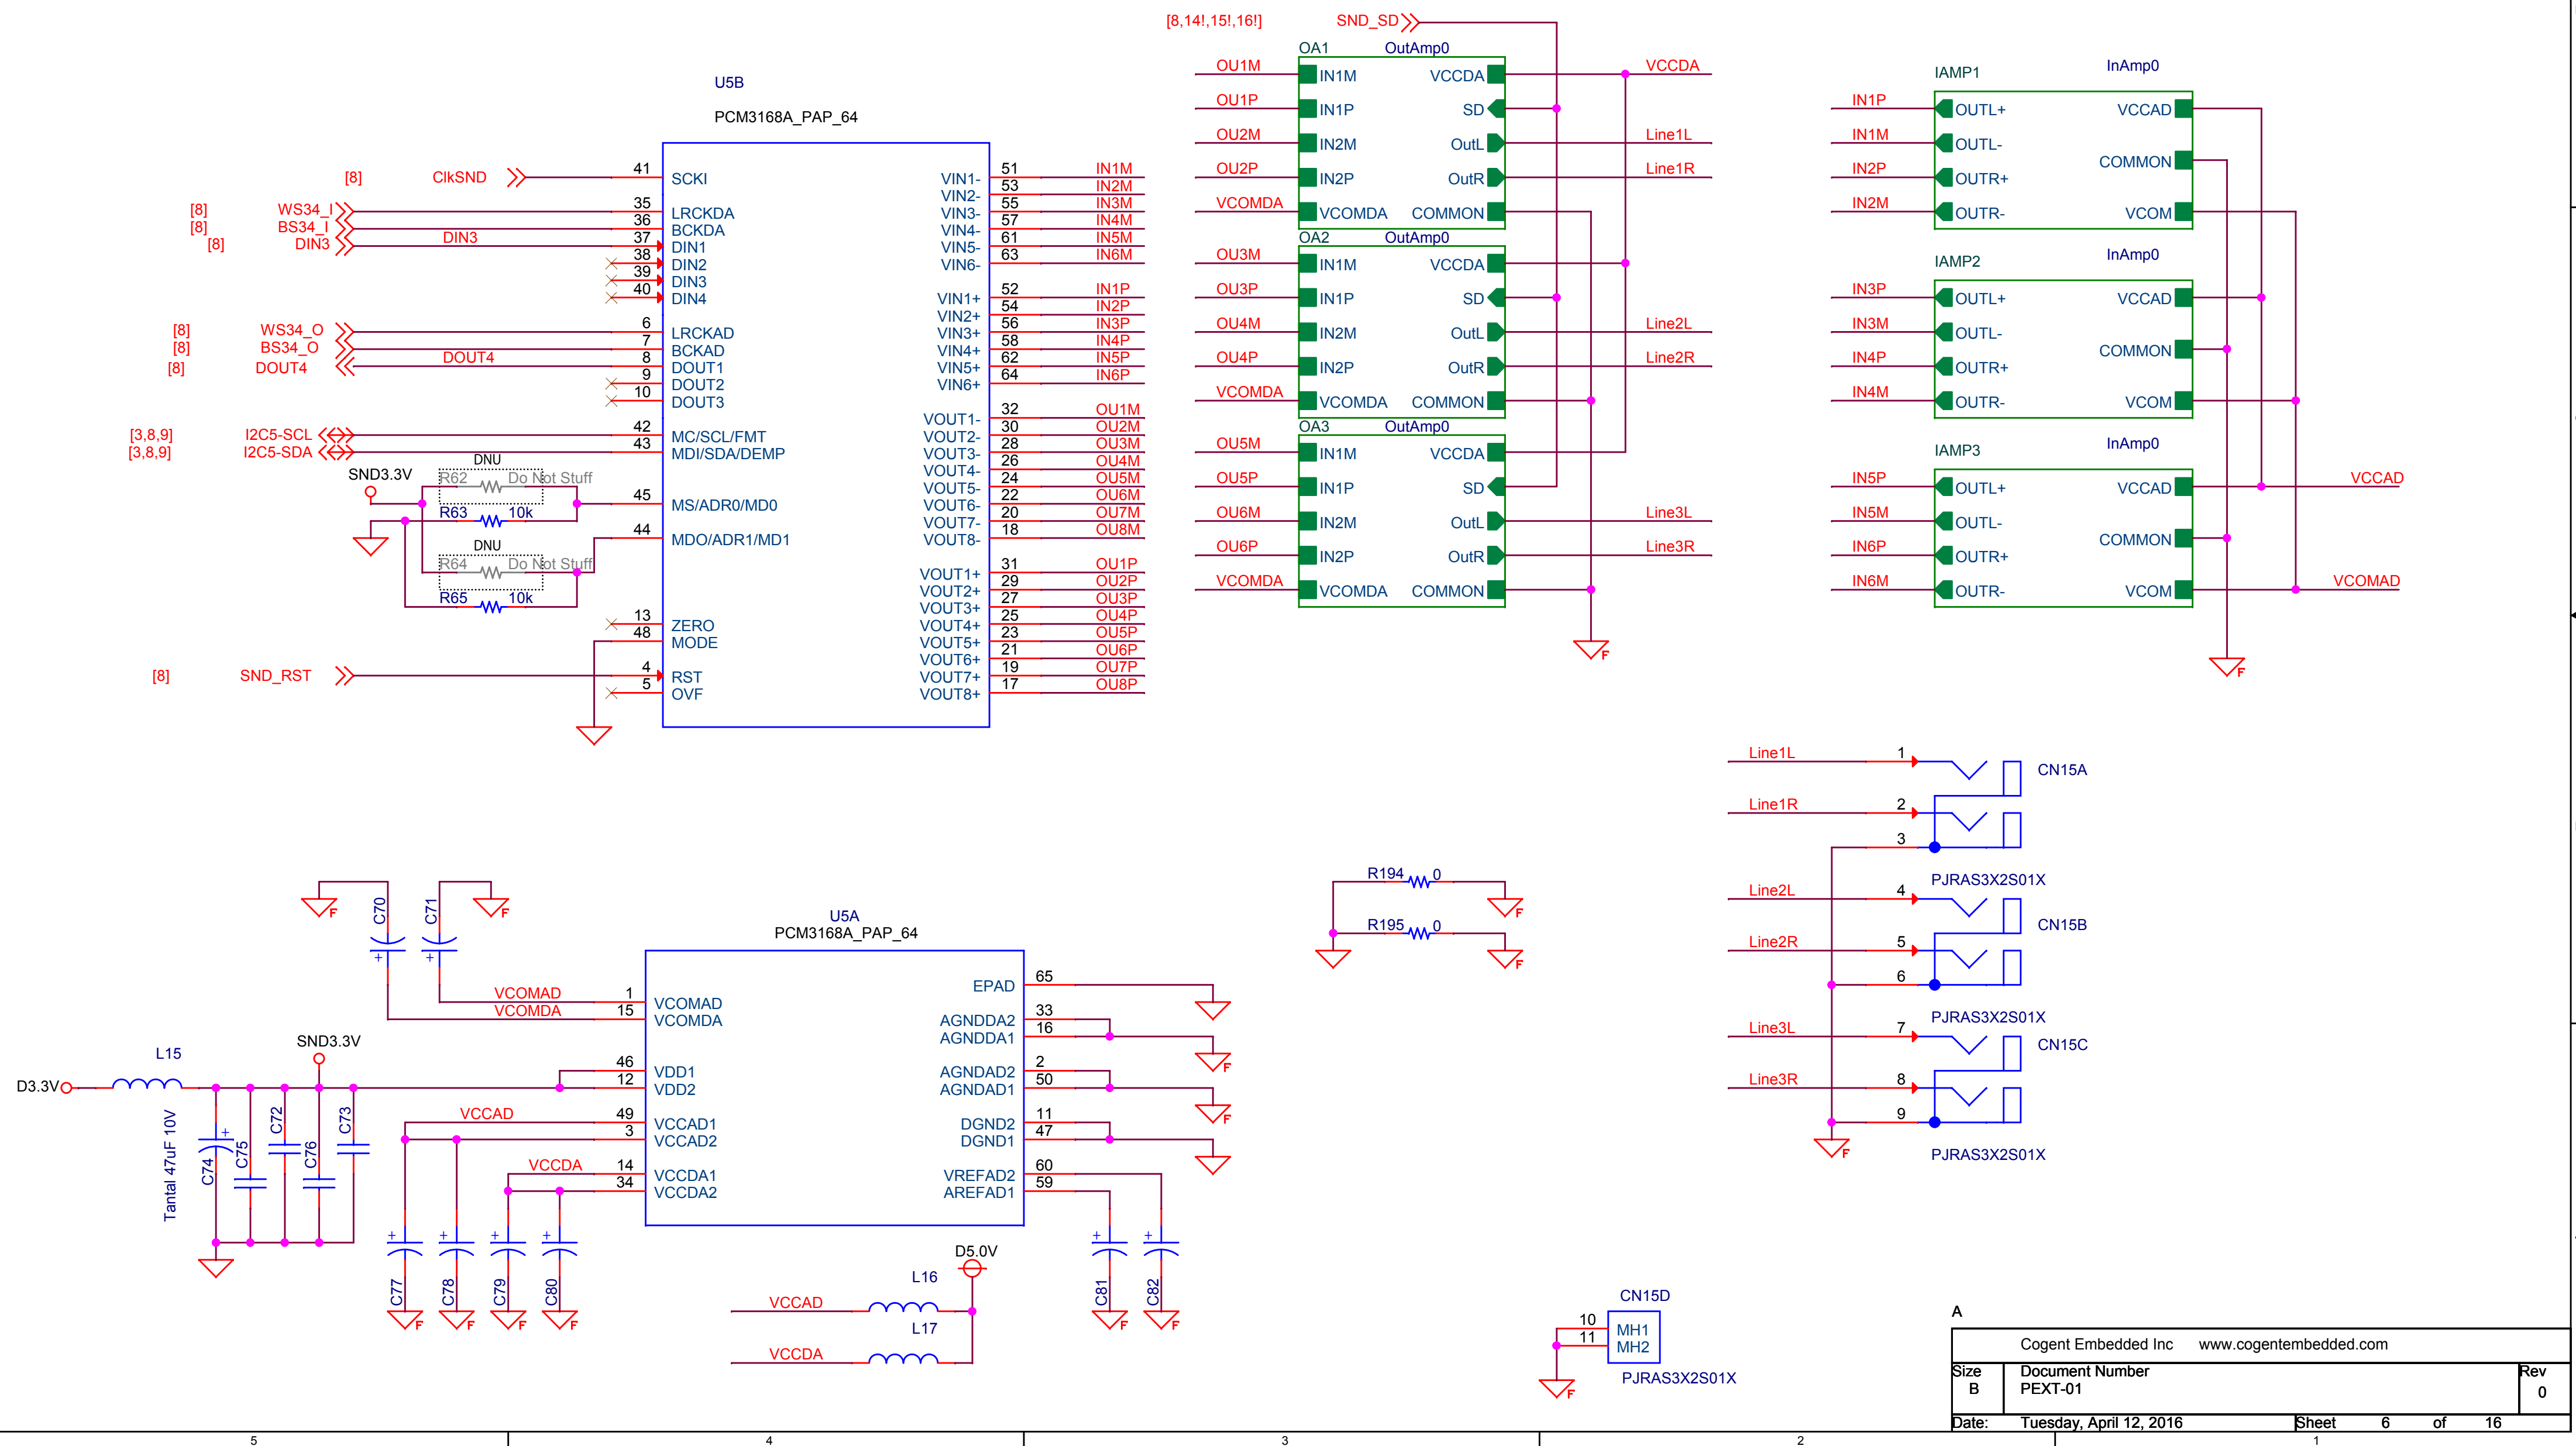 [8,14!,15!,16!] SND_SD
U5B
PCM3168A_PAP_64
[8] ClkSND 41 SCKI
[8] WS34_I 35 LRCKDA
[8] BS34_I 36 BCKDA
[8] DIN3 DIN3 37 DIN1
38 DIN2
39 DIN3
40 DIN4
[8] WS34_O 6 LRCKAD
[8] BS34_O 7 BCKAD
[8] DOUT4 DOUT4 8 DOUT1
9 DOUT2
10 DOUT3
[3,8,9] I2C5-SCL 42 MC/SCL/FMT
[3,8,9] I2C5-SDA 43 MDI/SDA/DEMP
DNU
SND3.3V R62 Do Not Stuff
45 MS/ADR0/MD0
R63 10k
44 MDO/ADR1/MD1
DNU
R64 Do Not Stuff
R65 10k
13 ZERO
48 MODE
[8] SND_RST 4 RST
5 OVF
VIN1- 51 IN1M
VIN2- 53 IN2M
VIN3- 55 IN3M
VIN4- 57 IN4M
VIN5- 61 IN5M
VIN6- 63 IN6M
VIN1+ 52 IN1P
VIN2+ 54 IN2P
VIN3+ 56 IN3P
VIN4+ 58 IN4P
VIN5+ 62 IN5P
VIN6+ 64 IN6P
VOUT1- 32 OU1M
VOUT2- 30 OU2M
VOUT3- 28 OU3M
VOUT4- 26 OU4M
VOUT5- 24 OU5M
VOUT6- 22 OU6M
VOUT7- 20 OU7M
VOUT8- 18 OU8M
VOUT1+ 31 OU1P
VOUT2+ 29 OU2P
VOUT3+ 27 OU3P
VOUT4+ 25 OU4P
VOUT5+ 23 OU5P
VOUT6+ 21 OU6P
VOUT7+ 19 OU7P
VOUT8+ 17 OU8P
OA1 OutAmp0
OU1M IN1M VCCDA VCCDA
OU1P IN1P SD
OU2M IN2M OutL Line1L
OU2P IN2P OutR Line1R
VCOMDA VCOMDA COMMON
OA2 OutAmp0
OU3M IN1M VCCDA
OU3P IN1P SD
OU4M IN2M OutL Line2L
OU4P IN2P OutR Line2R
VCOMDA VCOMDA COMMON
OA3 OutAmp0
OU5M IN1M VCCDA
OU5P IN1P SD
OU6M IN2M OutL Line3L
OU6P IN2P OutR Line3R
VCOMDA VCOMDA COMMON
F
IAMP1 InAmp0
IN1P OUTL+ VCCAD
IN1M OUTL-
COMMON
IN2P OUTR+
IN2M OUTR- VCOM
IAMP2 InAmp0
IN3P OUTL+ VCCAD
IN3M OUTL-
COMMON
IN4P OUTR+
IN4M OUTR- VCOM
IAMP3 InAmp0
IN5P OUTL+ VCCAD VCCAD
IN5M OUTL-
COMMON
IN6P OUTR+
IN6M OUTR- VCOM VCOMAD
F
Line1L 1 CN15A
Line1R 2
3
PJRAS3X2S01X
Line2L 4
CN15B
Line2R 5
6
PJRAS3X2S01X
Line3L 7
CN15C
Line3R 8
9
F PJRAS3X2S01X
R194 0
F
R195 0
F
F C70 C71 F
+ +
U5A
PCM3168A_PAP_64
VCOMAD 1 VCOMAD
VCOMDA 15 VCOMDA
SND3.3V
L15
D3.3V
46 VDD1
12 VDD2
Tantal 47uF 10V
+ C74 C75 C72 C76 C73
VCCAD 49 VCCAD1
3 VCCAD2
VCCDA 14 VCCDA1
34 VCCDA2
+ + + +
C77 C78 C79 C80
F F F F
EPAD 65
AGNDDA2 33
AGNDDA1 16
F
AGNDAD2 2
AGNDAD1 50
F
DGND2 11
DGND1 47
VREFAD2 60
AREFAD1 59
+ +
C81 C82
F F
D5.0V
L16
VCCAD
L17
VCCDA
CN15D
10 MH1
11 MH2
F PJRAS3X2S01X
A
Cogent Embedded Inc www.cogentembedded.com
Size Document Number Rev
B PEXT-01 0
Date: Tuesday, April 12, 2016 Sheet 6 of 16
5 4 3 2 1